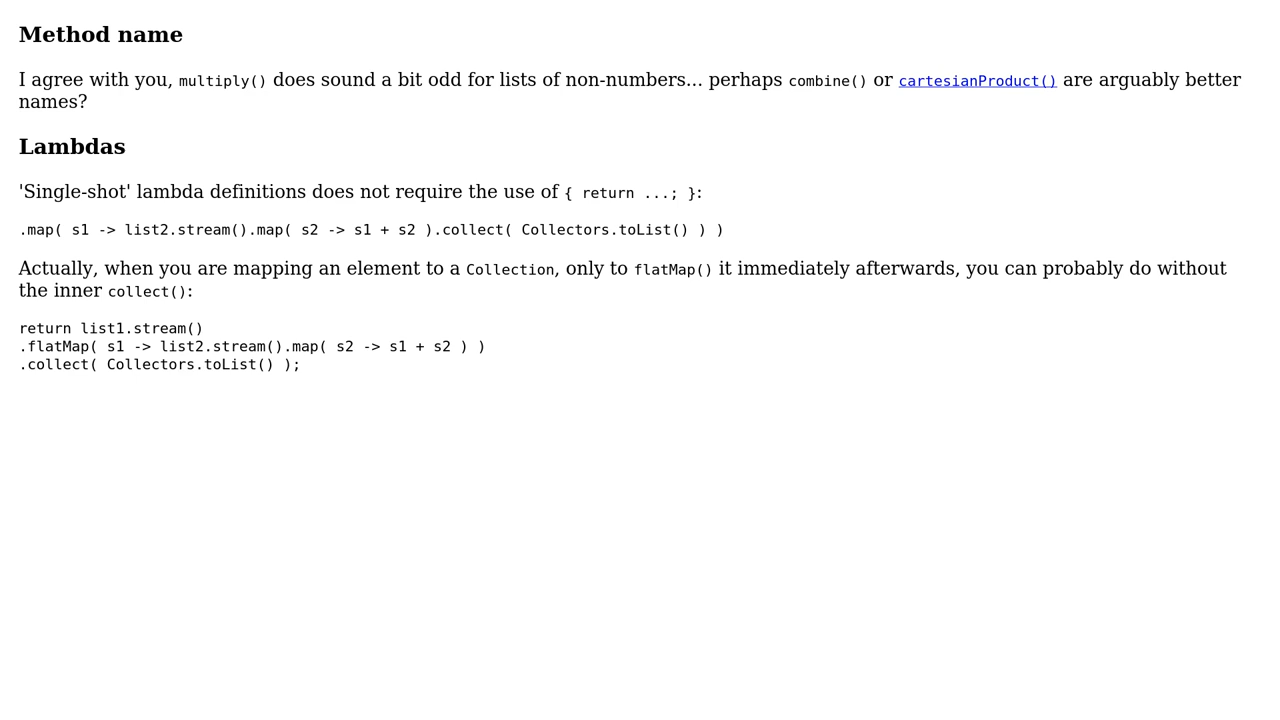 Method name
I agree with you, multiply() does sound a bit odd for lists of non-numbers... perhaps combine() or cartesianProduct() are arguably better
names?
Lambdas
'Single-shot' lambda definitions does not require the use of { return ...; }:
.map( s1 -> list2.stream().map( s2 -> s1 + s2 ).collect( Collectors.toList() ) )
Actually, when you are mapping an element to a Collection, only to flatMap() it immediately afterwards, you can probably do without
the inner collect():
return list1.stream()
.flatMap( s1 -> list2.stream().map( s2 -> s1 + s2 ) )
.collect( Collectors.toList() );